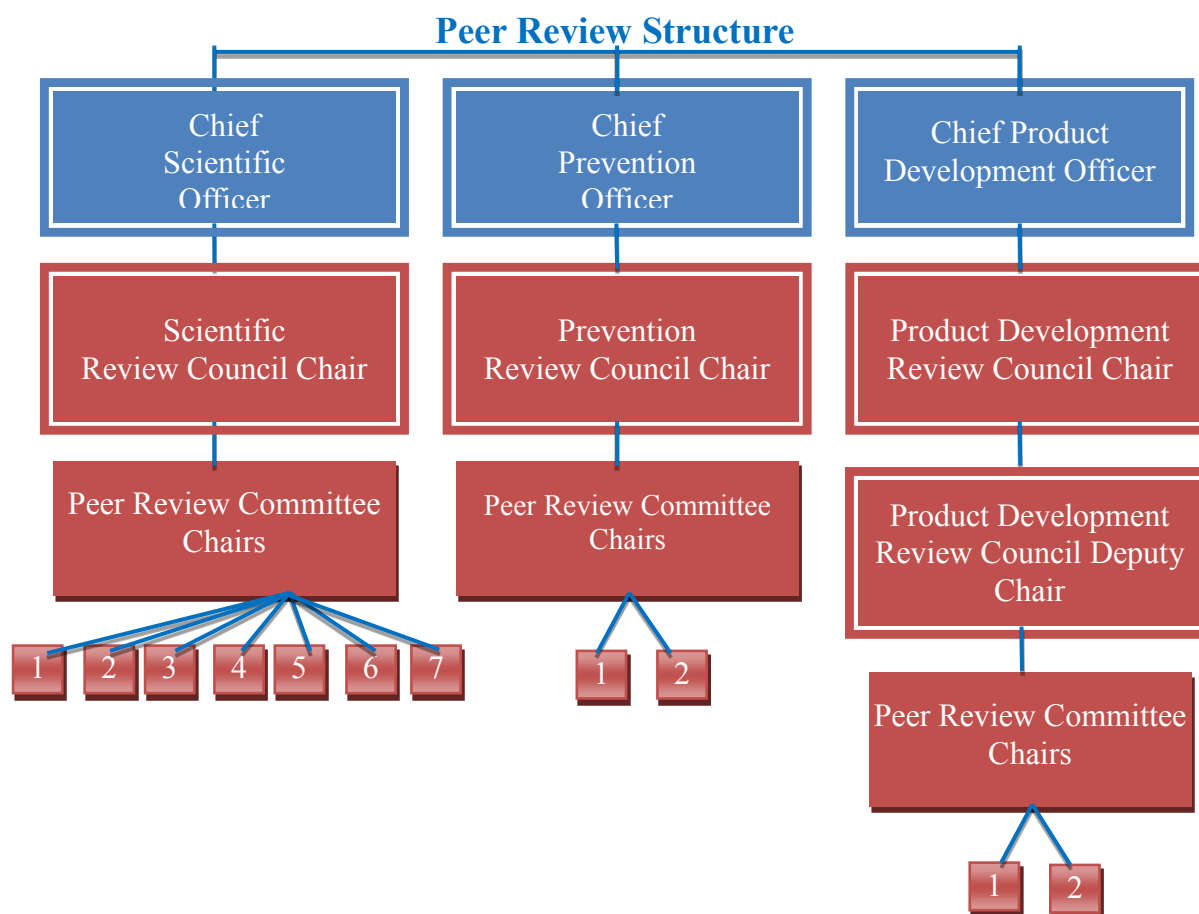 Peer Review Structure
Chief
Scientific
Officer
Chief
Prevention
Officer
Chief Product
Development Officer
Scientific
Review Council Chair
Prevention
Review Council Chair
Product Development
Review Council Chair
Peer Review Committee
Chairs
Peer Review Committee
Chairs
Product Development
Review Council Deputy
Chair
1 2 3 4 5 6 7
1 2
Peer Review Committee
Chairs
1 2